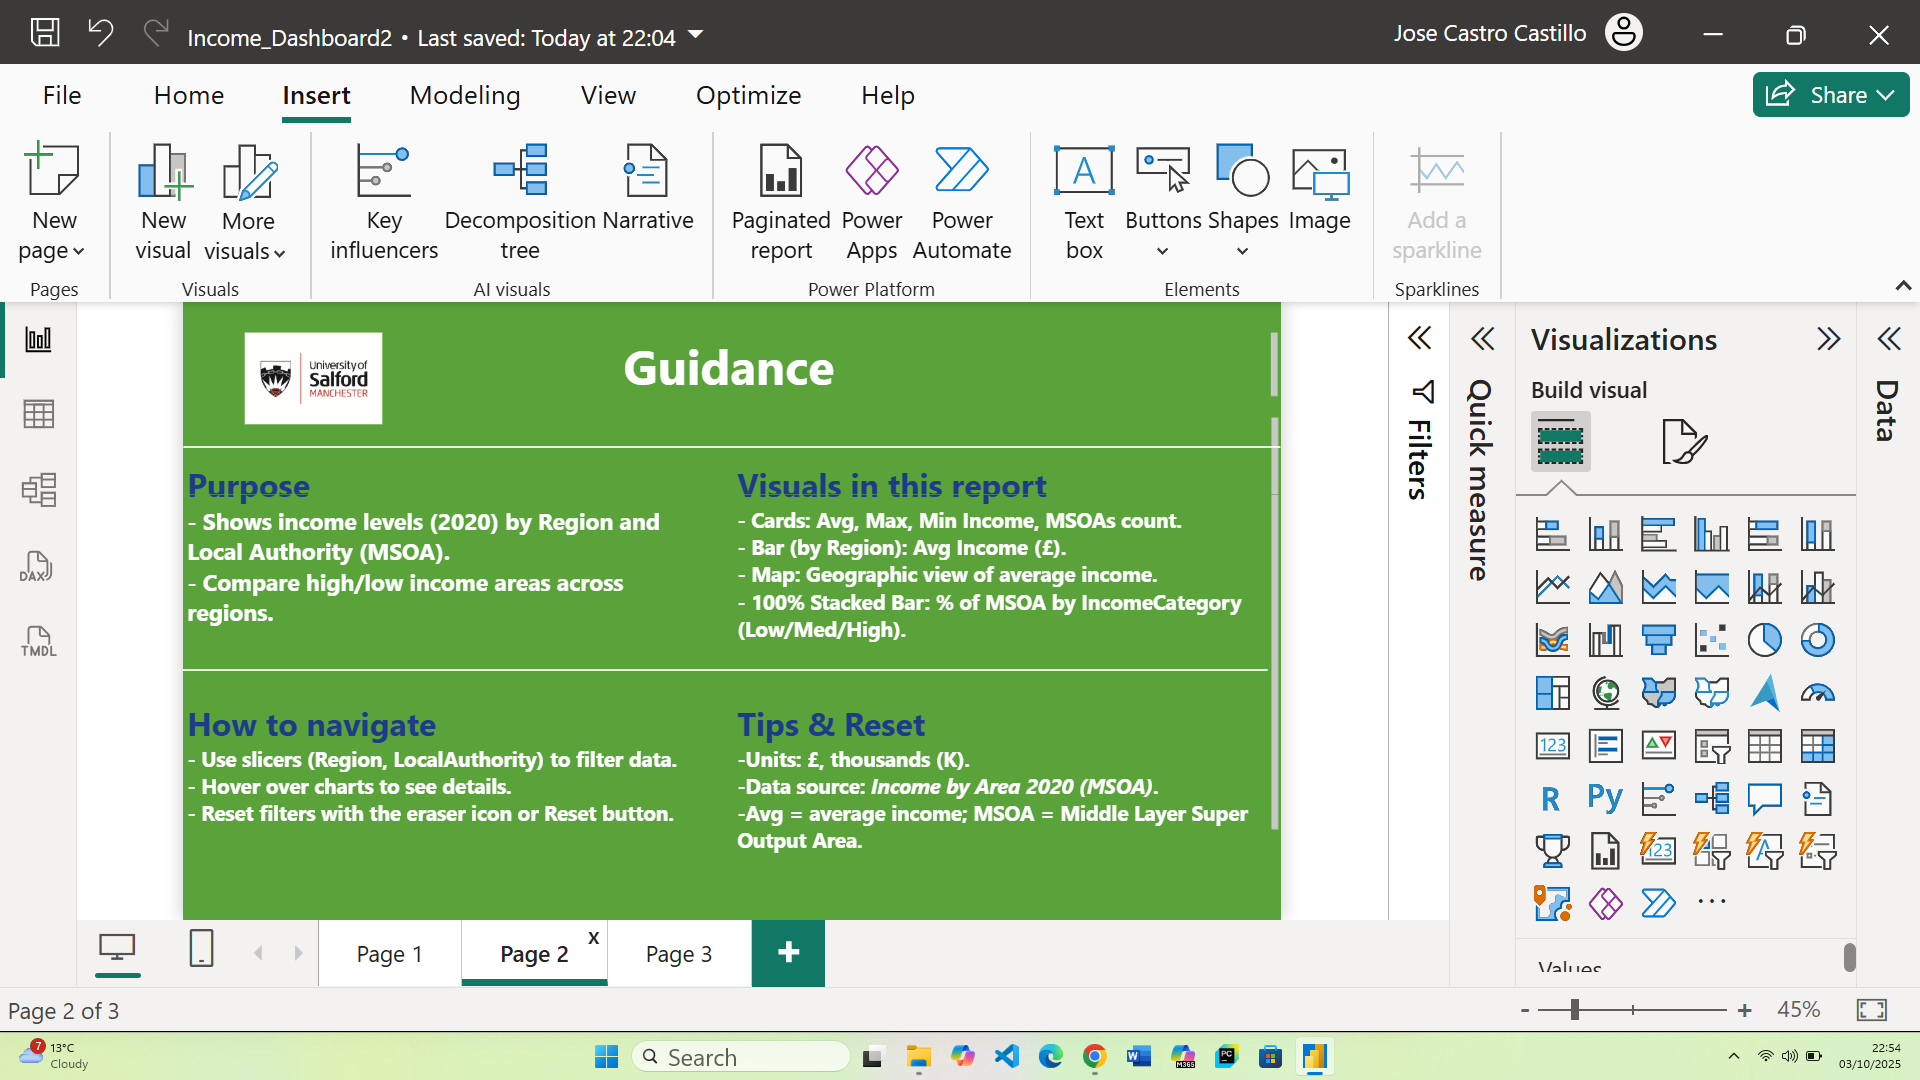 Income_Dashboard2 • Last saved: Today at 22:04
Jose Castro Castillo
File Home Insert Modeling View Optimize Help
Share
New page
New visual
More visuals
Key influencers
Decomposition tree
Narrative
Paginated report
Power Apps
Power Automate
Text box
Buttons
Shapes
Image
Add a sparkline
Pages
Visuals
AI visuals
Power Platform
Elements
Sparklines
University of
Salford
MANCHESTER
Guidance
Purpose
- Shows income levels (2020) by Region and
Local Authority (MSOA).
- Compare high/low income areas across
regions.
Visuals in this report
- Cards: Avg, Max, Min Income, MSOAs count.
- Bar (by Region): Avg Income (£).
- Map: Geographic view of average income.
- 100% Stacked Bar: % of MSOA by IncomeCategory
(Low/Med/High).
How to navigate
- Use slicers (Region, LocalAuthority) to filter data.
- Hover over charts to see details.
- Reset filters with the eraser icon or Reset button.
Tips & Reset
-Units: £, thousands (K).
-Data source: Income by Area 2020 (MSOA).
-Avg = average income; MSOA = Middle Layer Super
Output Area.
DAX
TMDL
Filters
Quick measure
Visualizations
Build visual
123
R
Py
123
Values
Data
Page 1
Page 2 x
Page 3
+
Page 2 of 3
- + 45%
7
13°C
Cloudy
Search
PC
M365
22:54
03/10/2025